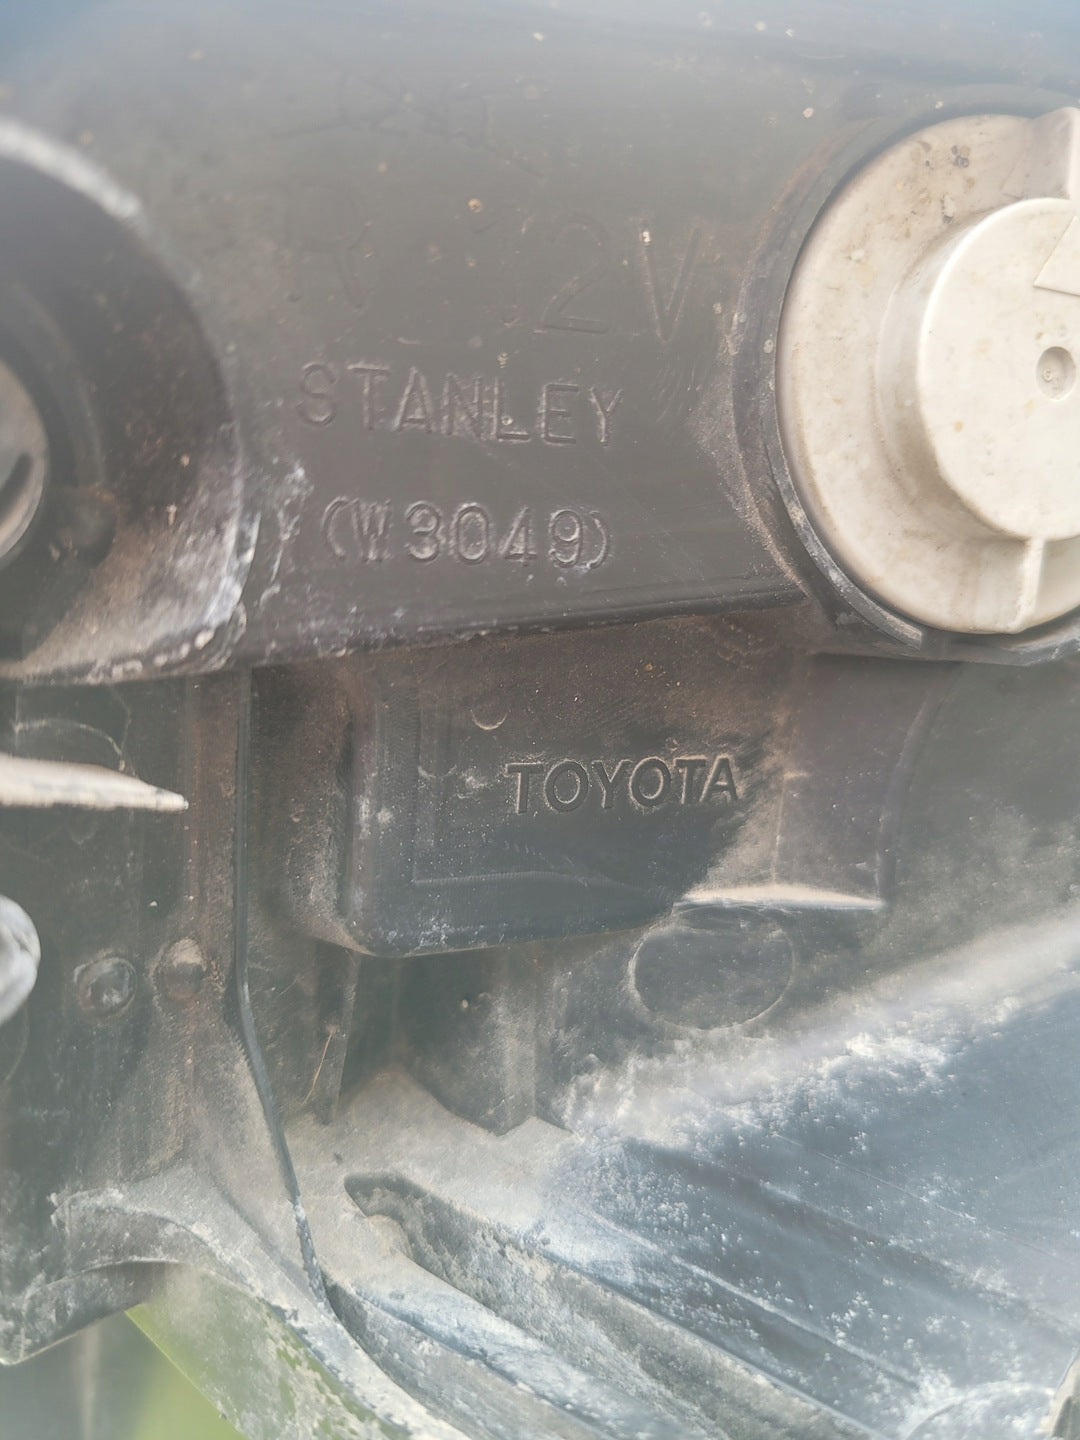 R 12V
STANLEY
(W3049)
TOYOTA